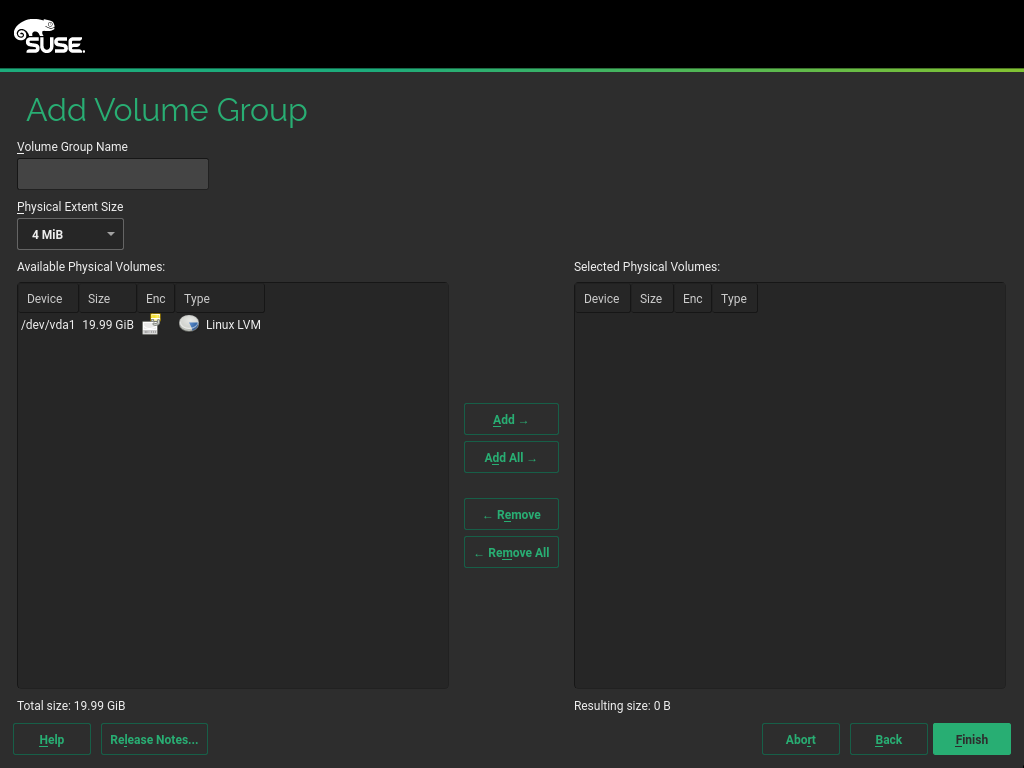 SUSE.
Add Volume Group
Volume Group Name
Physical Extent Size
4 MiB
Available Physical Volumes:
Device Size Enc Type
/dev/vda1 19.99 GiB Linux LVM
Total size: 19.99 GiB
Add →
Add All →
← Remove
← Remove All
Selected Physical Volumes:
Device Size Enc Type
Resulting size: 0 B
Help Release Notes... Abort Back Finish